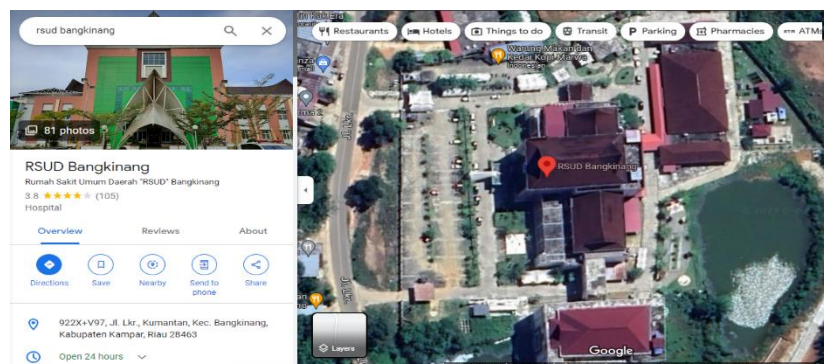 rsud bangkinang
81 photos
RSUD Bangkinang
Rumah Sakit Umum Daerah "RSUD" Bangkinang
3.8 (105)
Hospital
Overview Reviews About
Directions Save Nearby Send to phone Share
922X+V97, Jl. Lkr., Kumantan, Kec. Bangkinang,
Kabupaten Kampar, Riau 28463
Open 24 hours
Restaurants Hotels Things to do Transit P Parking Pharmacies ATMs
Warung Makan dan
Kedai Kopi Marwa
Indonesian
RSUD Bangkinang
Jl. Lkr.
Jl. Lkr.
Layers
Google